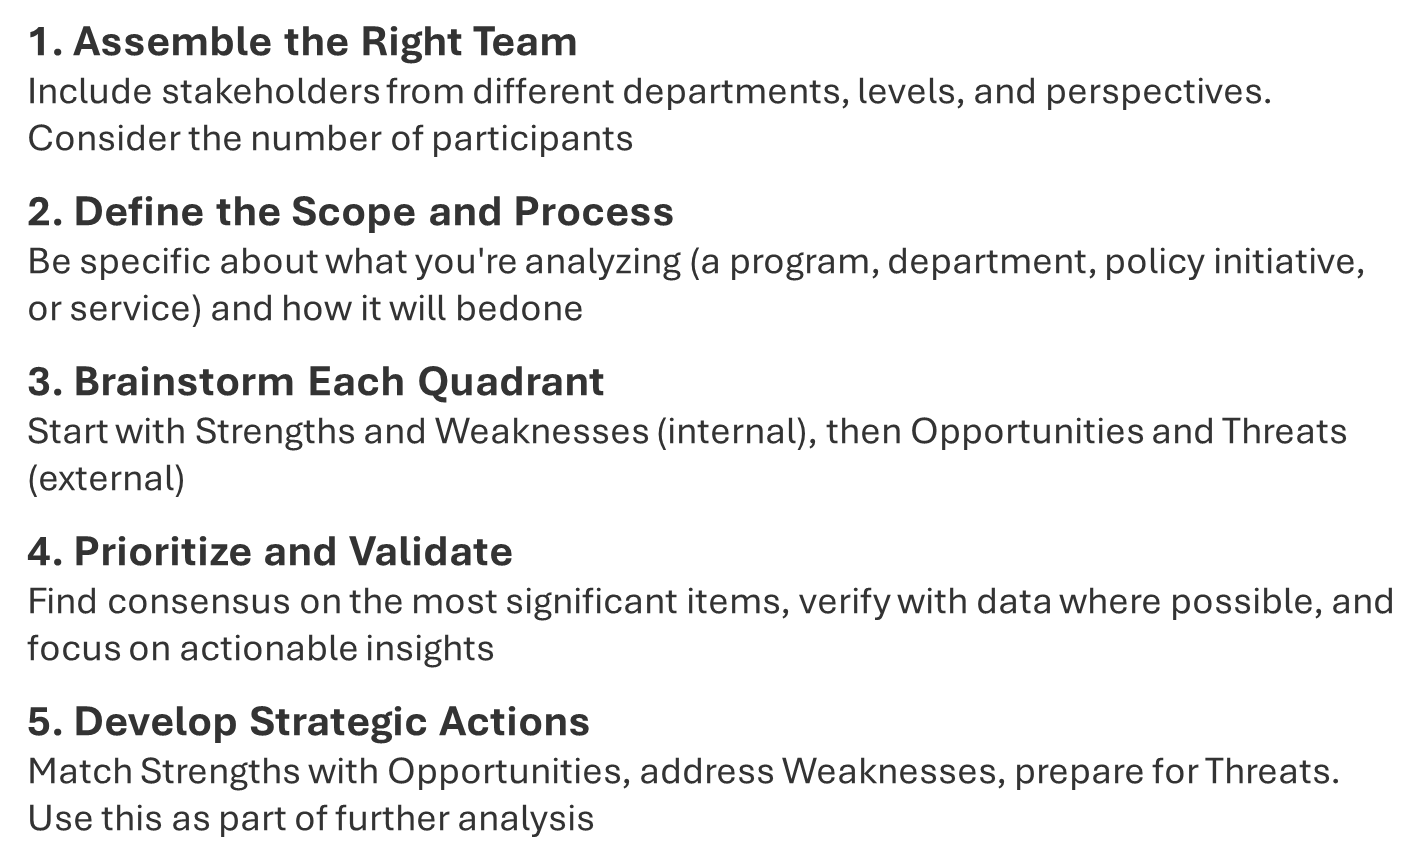 1. Assemble the Right Team
Include stakeholders from different departments, levels, and perspectives.
Consider the number of participants
2. Define the Scope and Process
Be specific about what you're analyzing (a program, department, policy initiative,
or service) and how it will bedone
3. Brainstorm Each Quadrant
Start with Strengths and Weaknesses (internal), then Opportunities and Threats
(external)
4. Prioritize and Validate
Find consensus on the most significant items, verify with data where possible, and
focus on actionable insights
5. Develop Strategic Actions
Match Strengths with Opportunities, address Weaknesses, prepare for Threats.
Use this as part of further analysis